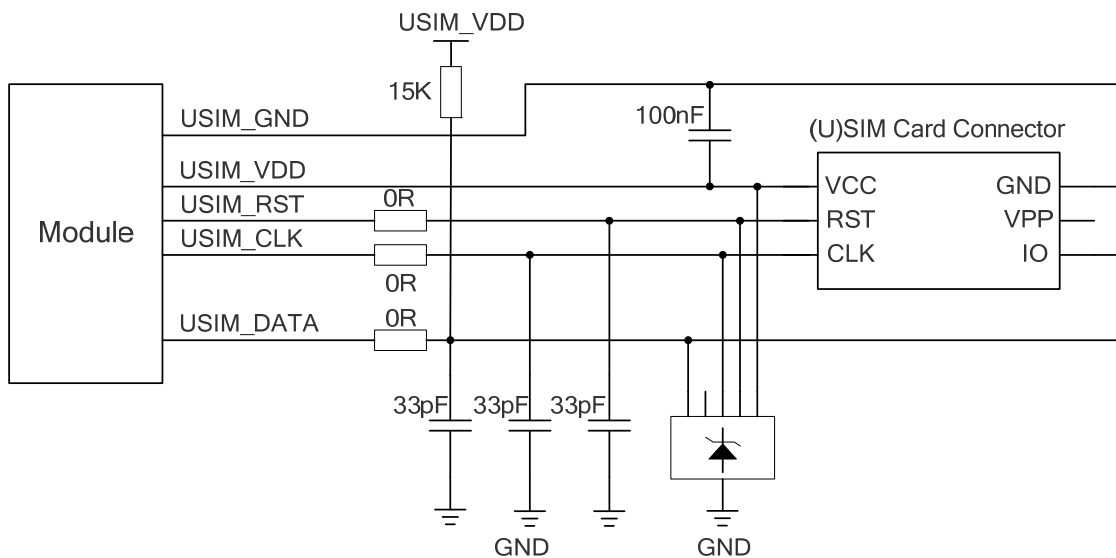 USIM_VDD
15K
USIM_GND
100nF
(U)SIM Card Connector
USIM_VDD
VCC
GND
USIM_RST
0R
RST
VPP
Module
USIM_CLK
0R
CLK
IO
USIM_DATA
0R
33pF
33pF
33pF
GND
GND